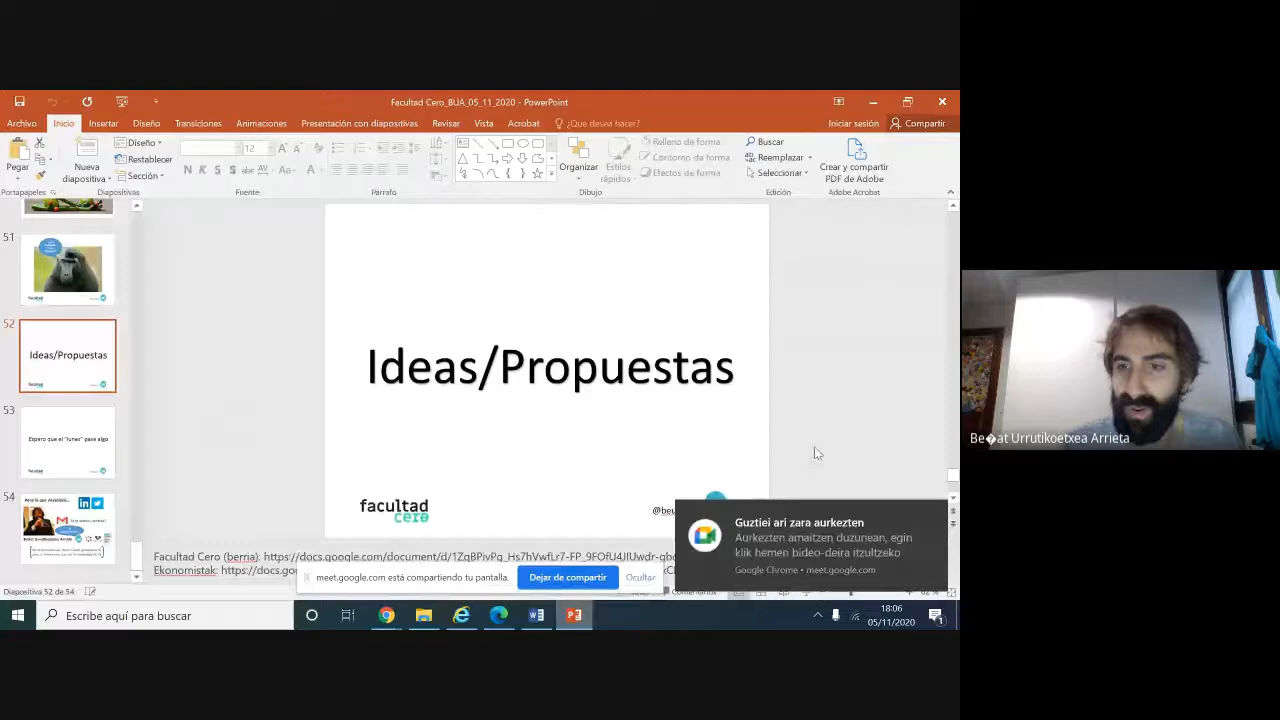 Facultad Cero_BUA_05_11_2020 - PowerPoint
Archivo Inicio Insertar Diseño Transiciones Animaciones Presentación con diapositivas Revisar Vista Acrobat ¿Qué desea hacer? Iniciar sesión Compartir
Pegar
Nueva diapositiva
Diseño
Restablecer
Sección
12
N K S S abc AV Aa A
Organizar
Estilos rápidos
Relleno de forma
Contorno de forma
Efectos de forma
Buscar
Reemplazar
Seleccionar
Crear y compartir PDF de Adobe
Portapapeles Diapositivas Fuente Párrafo Dibujo Edición Adobe Acrobat
51
52
Ideas/Propuestas
53
Espero que el "lunes" pase algo
54
Ideas/Propuestas
facultad
cero
Be�at Urrutikoetxea Arrieta
Guztiei ari zara aurkezten
Aurkezten amaitzen duzunean, egin
klik hemen bideo-deira itzultzeko
Google Chrome • meet.google.com
Facultad Cero (berria): https://docs.google.com/document/d/
Ekonomistak: https://docs.goo
meet.google.com está compartiendo tu pantalla. Dejar de compartir Ocultar
Diapositiva 52 de 54
Escribe aquí para buscar
18:06
05/11/2020